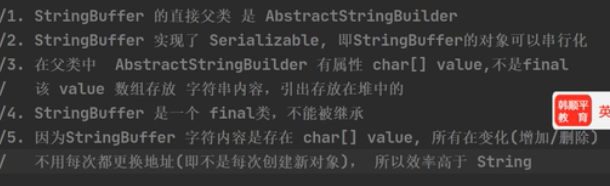 /1. StringBuffer 的直接父类 是 AbstractStringBuilder
/2. StringBuffer 实现了 Serializable, 即StringBuffer的对象可以串行化
/3. 在父类中 AbstractStringBuilder 有属性 char[] value,不是final
/ 该 value 数组存放 字符串内容,引出存放在堆中的
/4. StringBuffer 是一个 final类,不能被继承
韩顺平
教 育
英
/5. 因为StringBuffer 字符内容是存在 char[] value, 所有在变化(增加/删除)
/ 不用每次都更换地址(即不是每次创建新对象), 所以效率高于 String